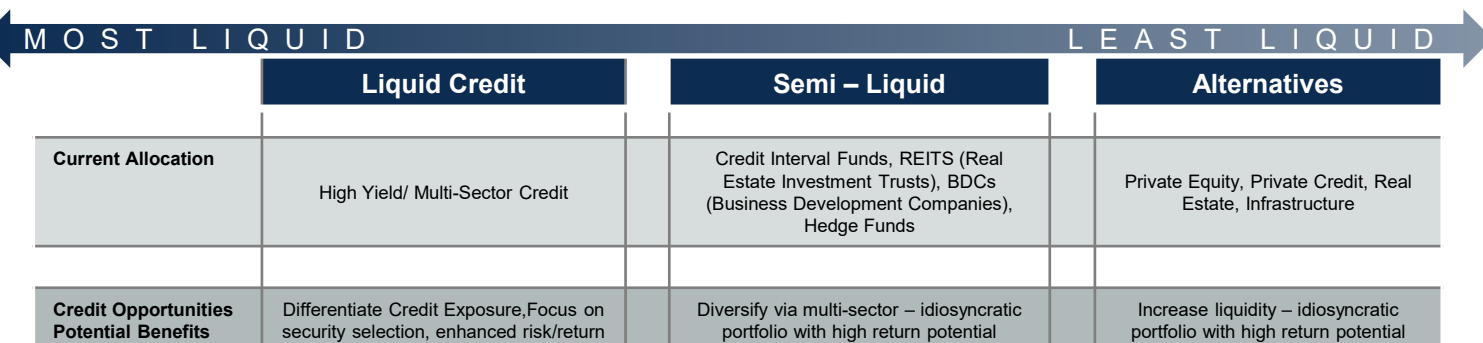 MOST LIQUID LEAST LIQUID
Liquid Credit Semi – Liquid Alternatives
Current Allocation
High Yield/ Multi-Sector Credit
Credit Interval Funds, REITS (Real
Estate Investment Trusts), BDCs
(Business Development Companies),
Hedge Funds
Private Equity, Private Credit, Real
Estate, Infrastructure
Credit Opportunities
Potential Benefits
Differentiate Credit Exposure,Focus on
security selection, enhanced risk/return
Diversify via multi-sector – idiosyncratic
portfolio with high return potential
Increase liquidity – idiosyncratic
portfolio with high return potential